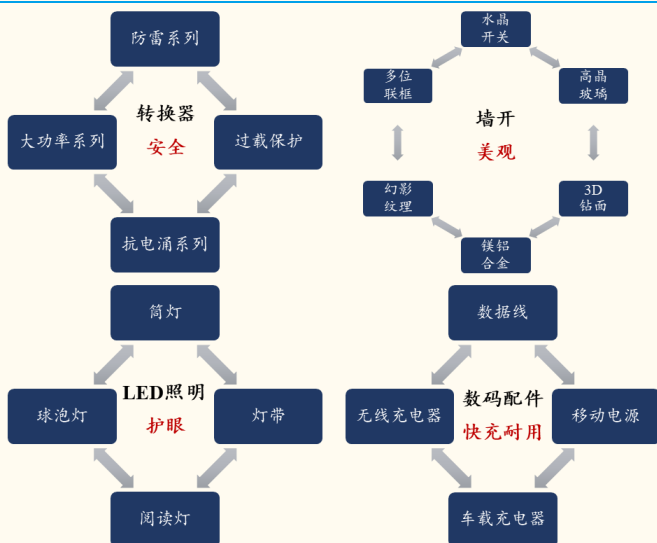 防雷系列
大功率系列
转换器
安全
过载保护
抗电涌系列
水晶
开关
多位
联框
高晶
玻璃
墙开
美观
幻影
纹理
3D
钻面
镁铝
合金
筒灯
球泡灯
LED照明
护眼
灯带
阅读灯
数据线
无线充电器
数码配件
快充耐用
移动电源
车载充电器